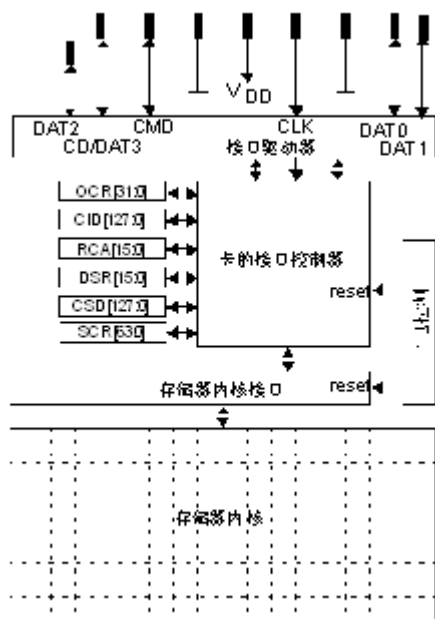 VDD
DAT2 CMD CLK DAT0
CD/DAT3 接口驱动器 DAT1
OCR[31:0]
CID[127:0]
RCA[15:0]
DSR[15:0]
CSD[127:0]
SCR[63:0]
卡的接口控制器
reset
存储器内核接口 reset
存储器内核